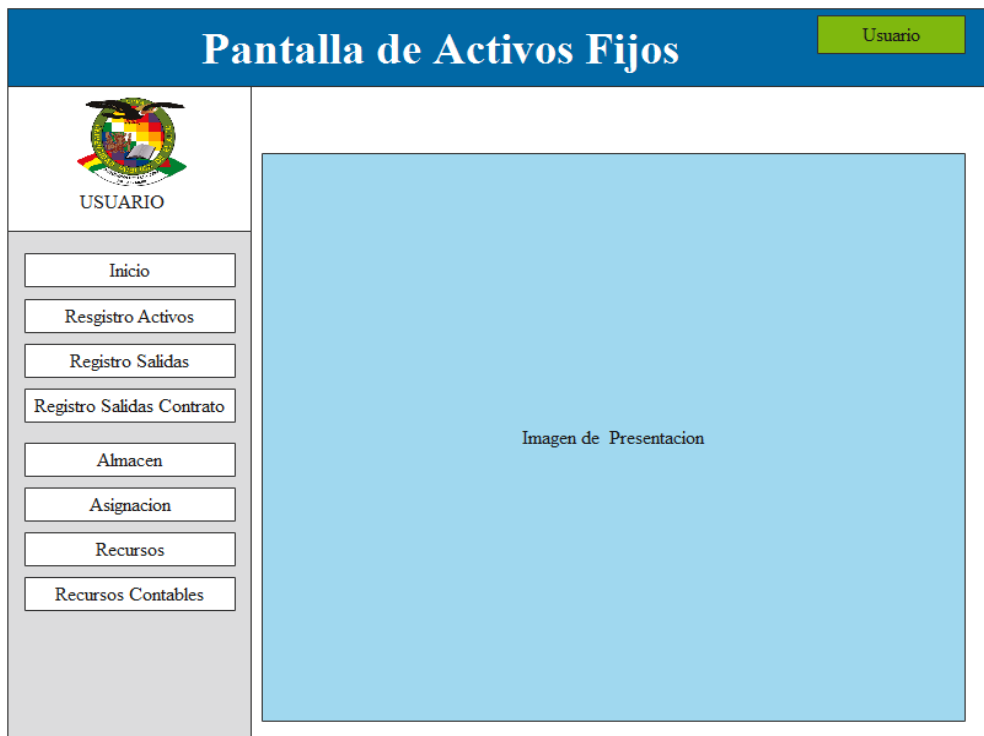 Pantalla de Activos Fijos
Usuario
USUARIO
Inicio
Resgistro Activos
Registro Salidas
Registro Salidas Contrato
Almacen
Asignacion
Recursos
Recursos Contables
Imagen de Presentacion